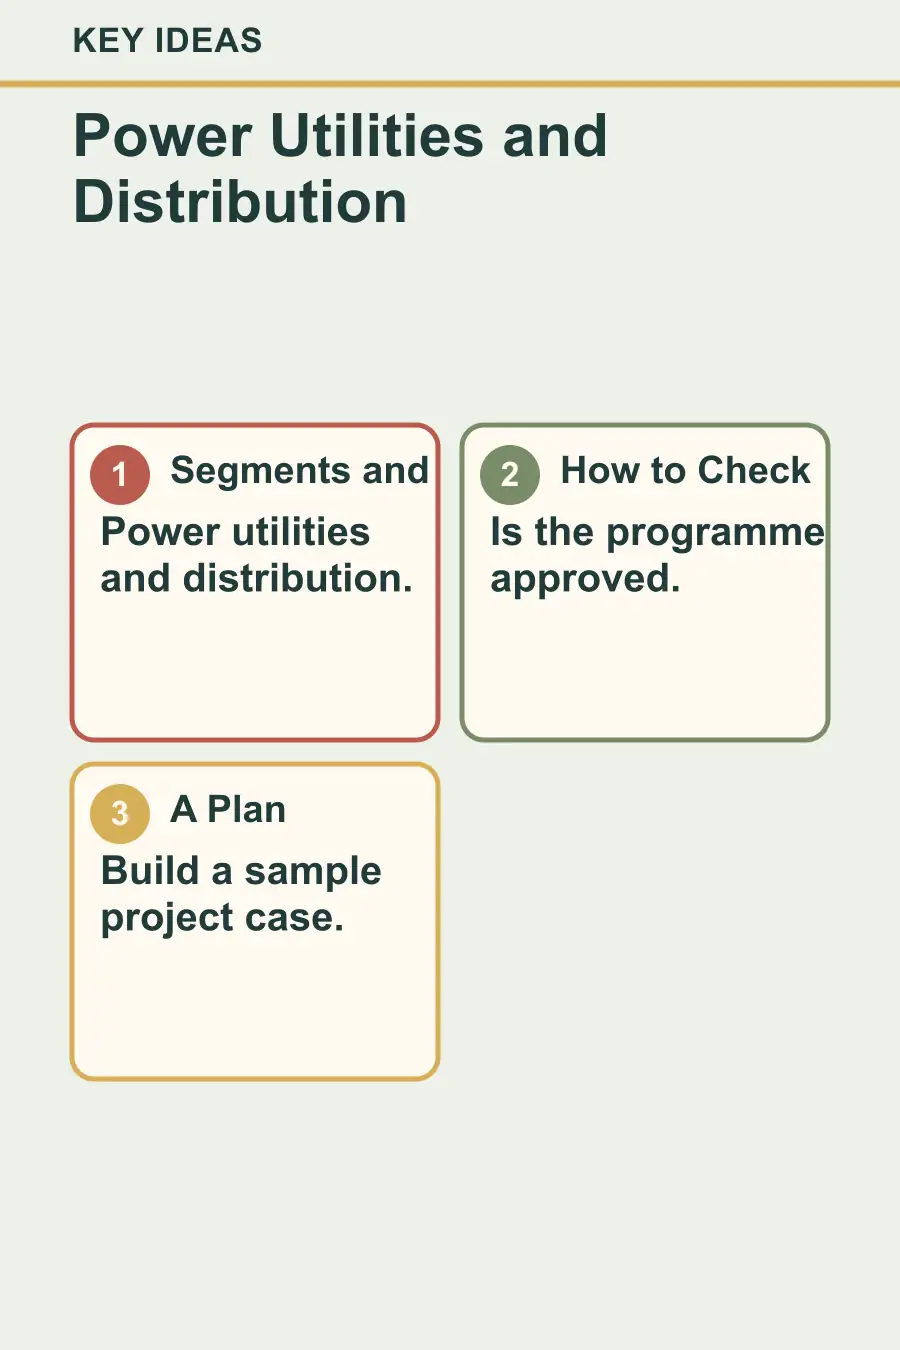 KEY IDEAS
Power Utilities and
Distribution
1 Segments and
Power utilities
and distribution.
2 How to Check
Is the programme
approved.
3 A Plan
Build a sample
project case.